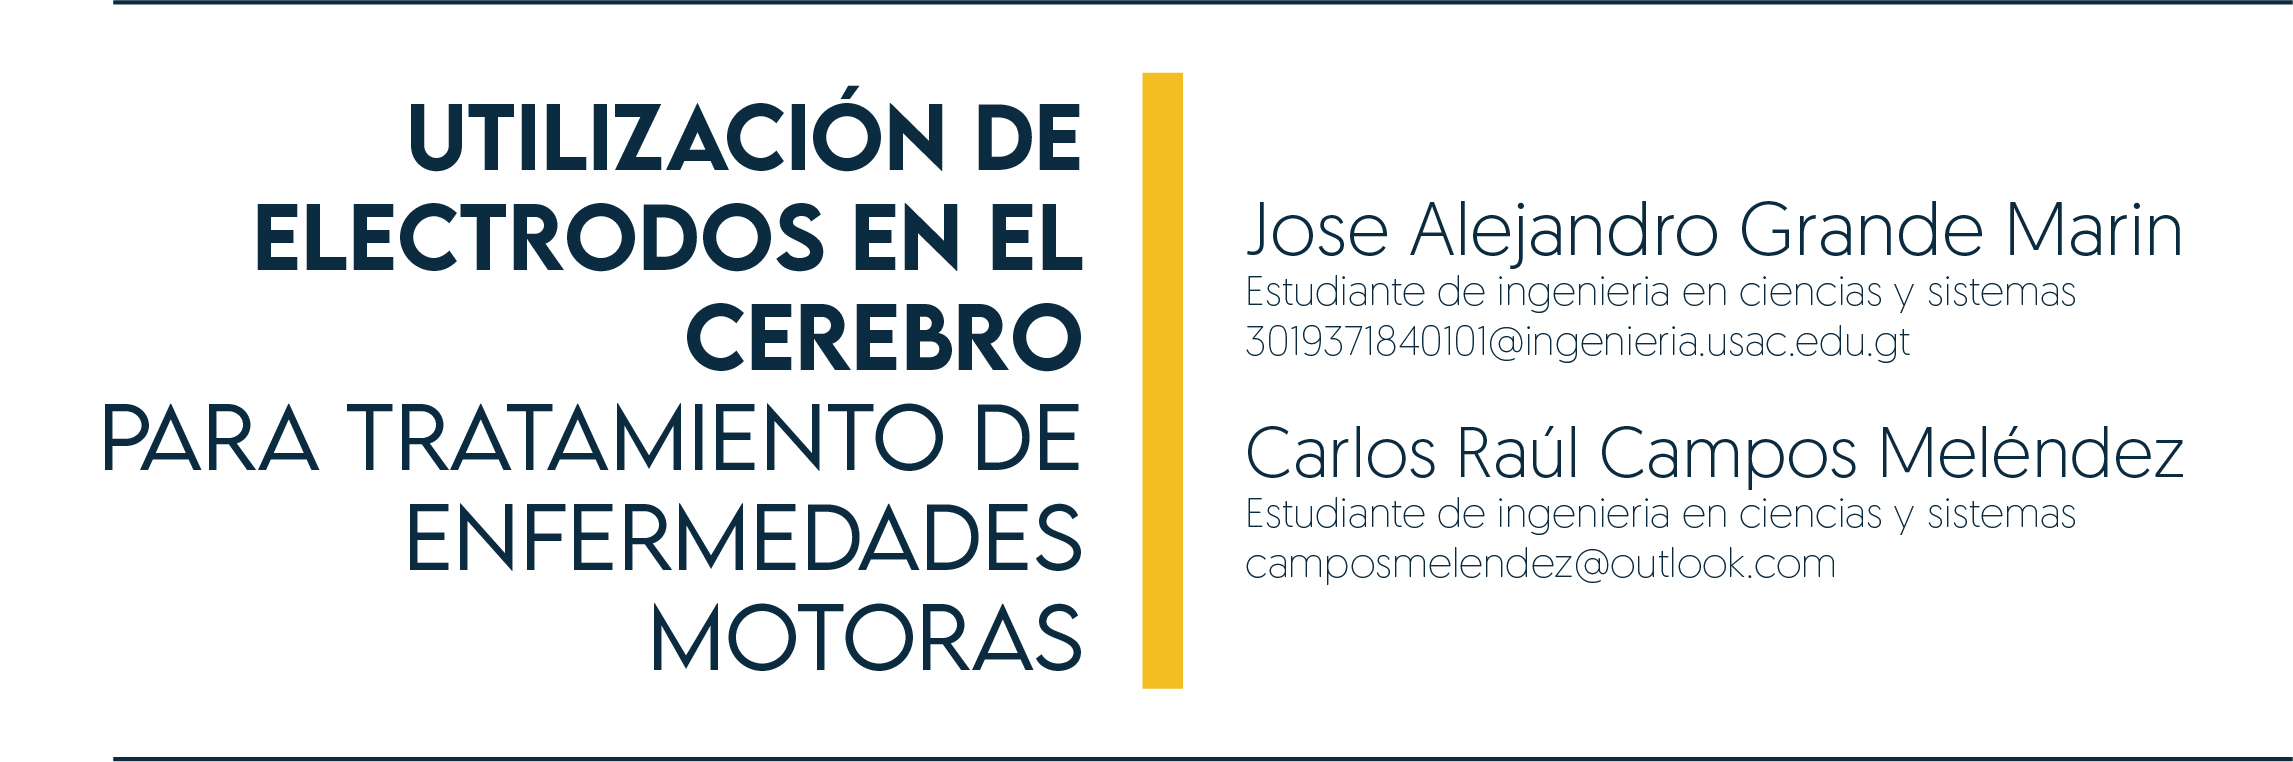 UTILIZACIÓN DE
ELECTRODOS EN EL
CEREBRO
PARA TRATAMIENTO DE
ENFERMEDADES
MOTORAS
Jose Alejandro Grande Marin
Estudiante de ingenieria en ciencias y sistemas
3019371840101@ingenieria.usac.edu.gt
Carlos Raúl Campos Meléndez
Estudiante de ingenieria en ciencias y sistemas
camposmelendez@outlook.com